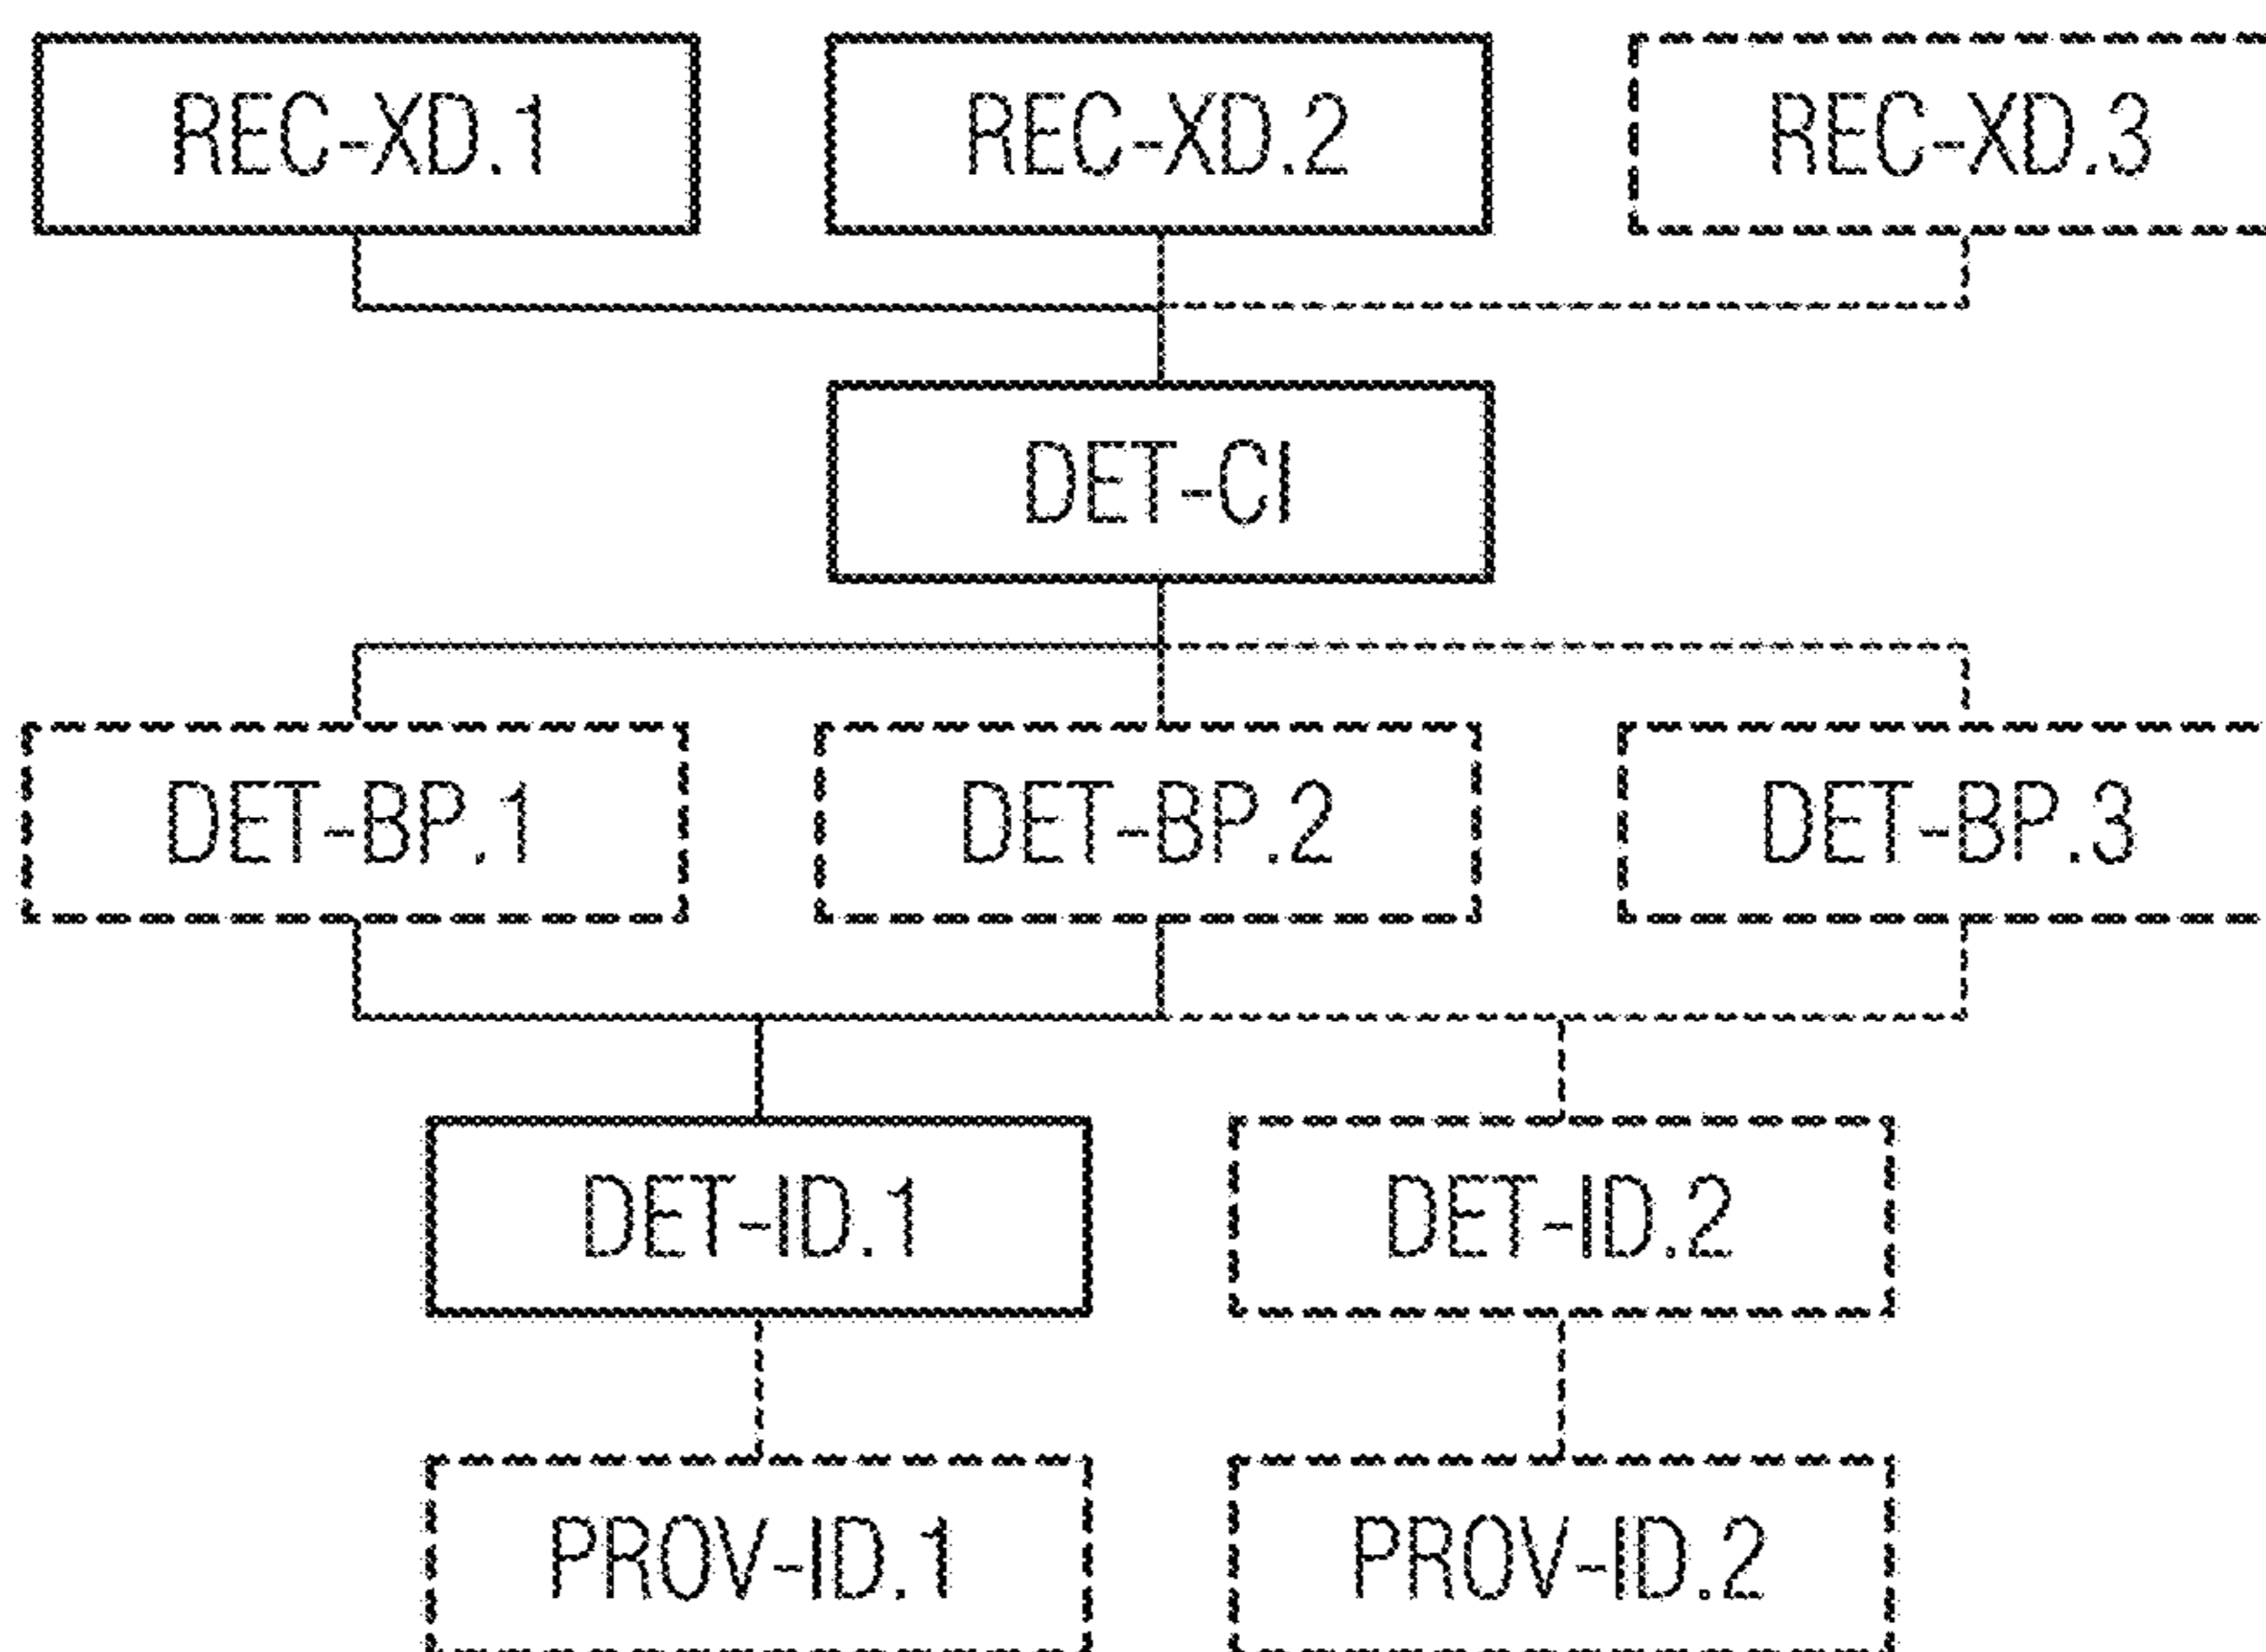 REC-XD.1
REC-XD.2
REC-XD.3
DET-CI
DET-BP.1
DET-BP.2
DET-BP.3
DET-ID.1
DET-ID.2
PROV-ID.1
PROV-ID.2